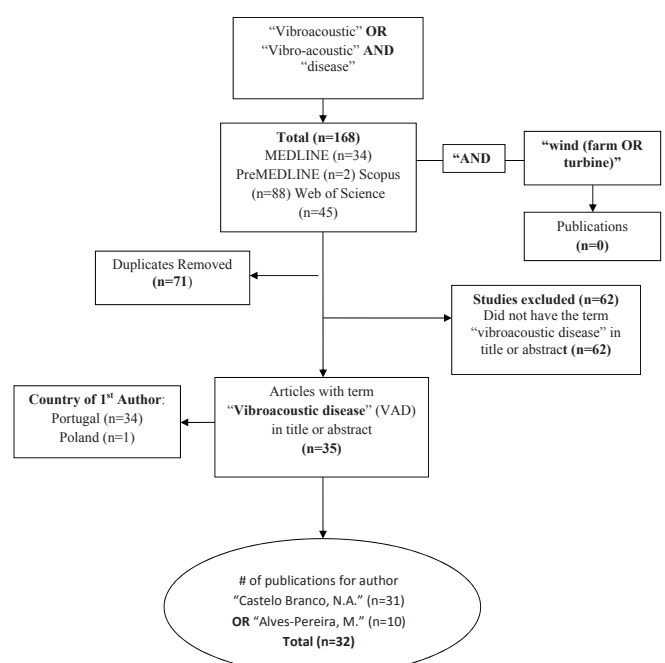 “Vibroacoustic” OR
“Vibro-acoustic” AND
“disease”
Total (n=168)
MEDLINE (n=34)
PreMEDLINE (n=2) Scopus
(n=88) Web of Science
(n=45)
“AND
“wind (farm OR
turbine)”
Publications
(n=0)
Duplicates Removed
(n=71)
Studies excluded (n=62)
Did not have the term
“vibroacoustic disease” in
title or abstract (n=62)
Country of 1st Author:
Portugal (n=34)
Poland (n=1)
Articles with term
“Vibroacoustic disease” (VAD)
in title or abstract
(n=35)
# of publications for author
“Castelo Branco, N.A.” (n=31)
OR “Alves-Pereira, M.” (n=10)
Total (n=32)